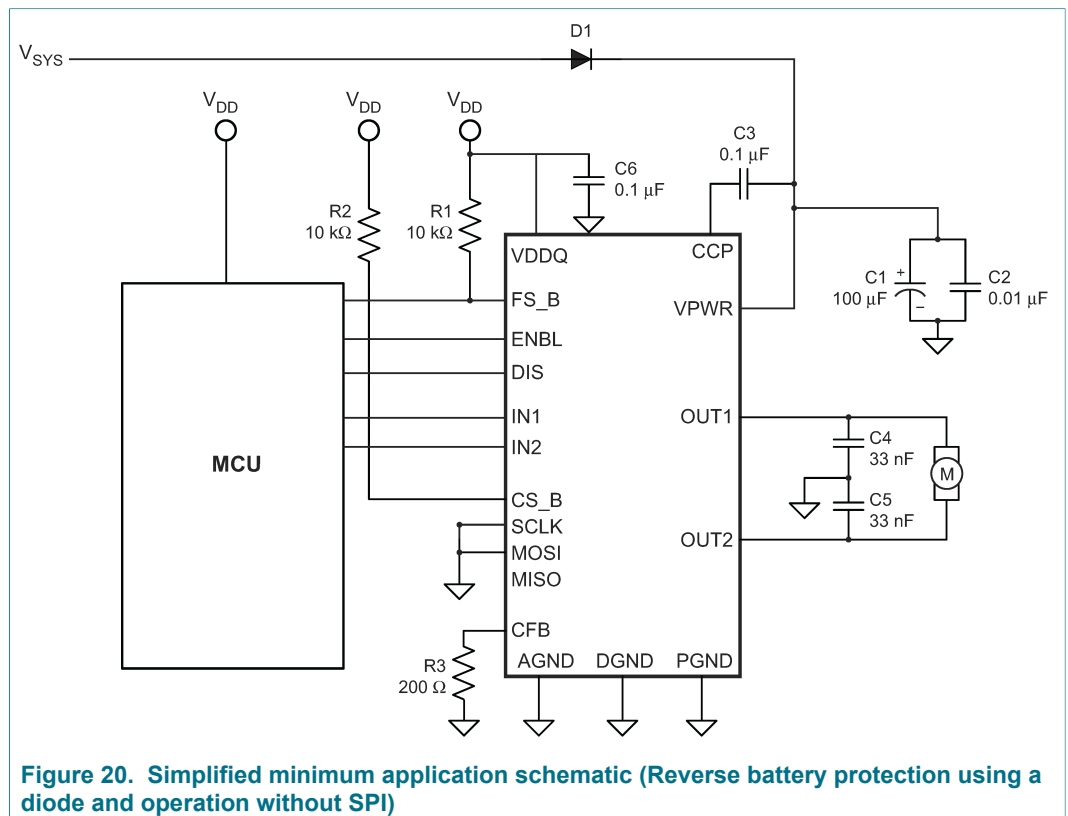 D1
VSYS
VDD
VDD
VDD
C3
0.1 µF
C6
0.1 µF
R2
10 kΩ
R1
10 kΩ
VDDQ
CCP
C1
100 µF
+
–
C2
0.01 µF
FS_B
VPWR
ENBL
DIS
IN1
OUT1
IN2
C4
33 nF
MCU
M
CS_B
C5
33 nF
SCLK
OUT2
MOSI
MISO
CFB
R3
200 Ω
AGND
DGND
PGND
Figure 20. Simplified minimum application schematic (Reverse battery protection using a
diode and operation without SPI)